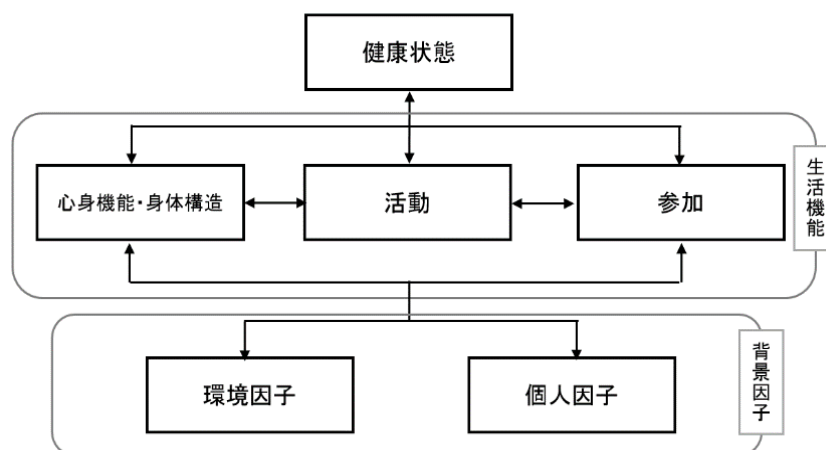 健康状態
心身機能・身体構造
活動
参加
生活機能
環境因子
個人因子
背景因子